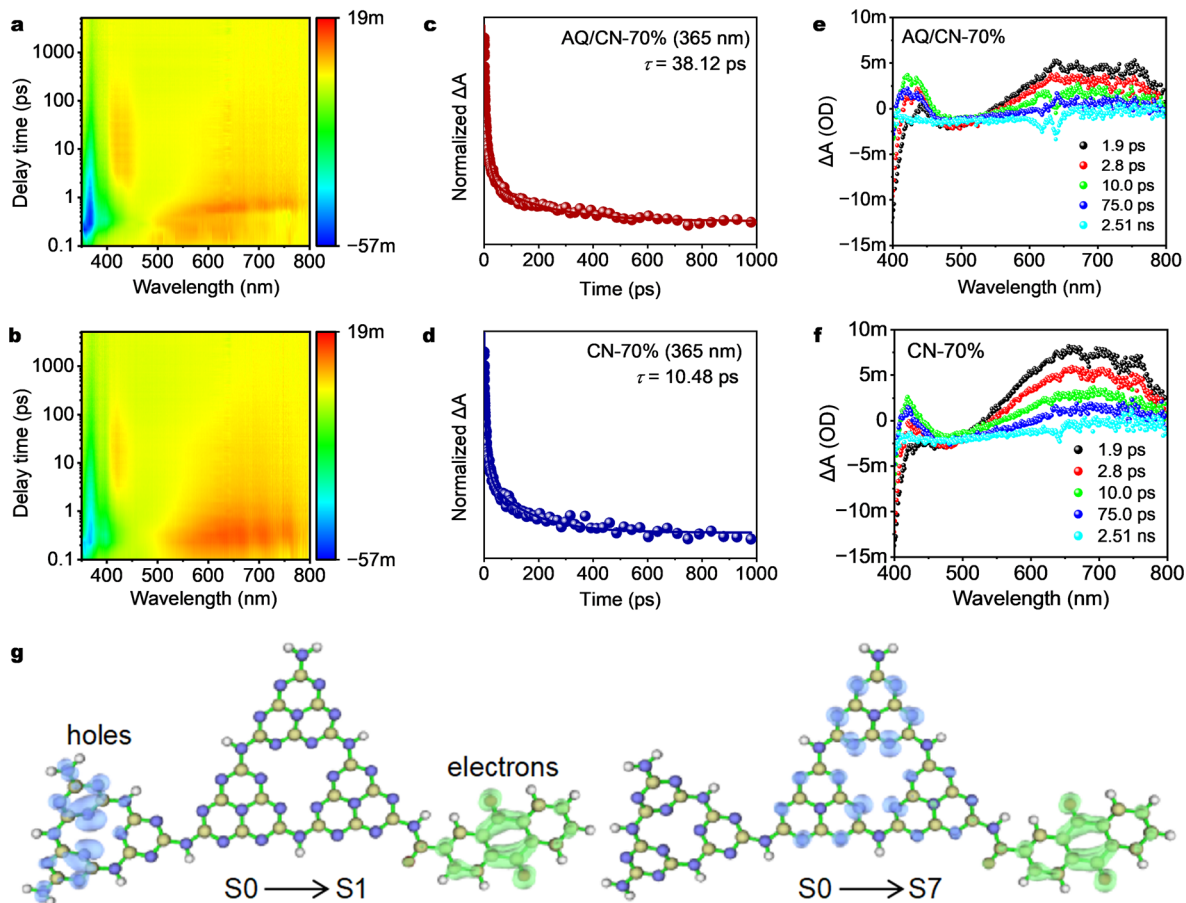 a
19m
1000
100
10
1
0.1
Delay time (ps)
400 500 600 700 800
Wavelength (nm)
−57m
c
AQ/CN-70% (365 nm)
τ = 38.12 ps
Normalized ΔA
0 200 400 600 800 1000
Time (ps)
e
AQ/CN-70%
10m
5m
0
−5m
−10m
−15m
ΔA (OD)
1.9 ps
2.8 ps
10.0 ps
75.0 ps
2.51 ns
400 500 600 700 800
Wavelength (nm)
b
19m
1000
100
10
1
0.1
Delay time (ps)
400 500 600 700 800
Wavelength (nm)
−57m
d
CN-70% (365 nm)
τ = 10.48 ps
Normalized ΔA
0 200 400 600 800 1000
Time (ps)
f
CN-70%
10m
5m
0
−5m
−10m
−15m
ΔA (OD)
1.9 ps
2.8 ps
10.0 ps
75.0 ps
2.51 ns
400 500 600 700 800
Wavelength (nm)
g
holes
electrons
S0 → S1
S0 → S7